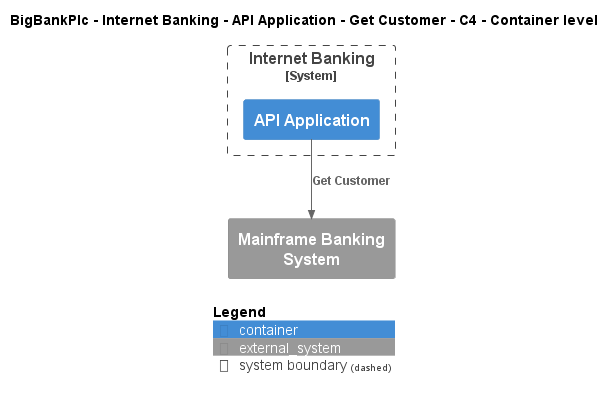 BigBankPlc - Internet Banking - API Application - Get Customer - C4 - Container level
Internet Banking
[System]
API Application
Get Customer
Mainframe Banking
System
Legend
container
external_system
system boundary (dashed)